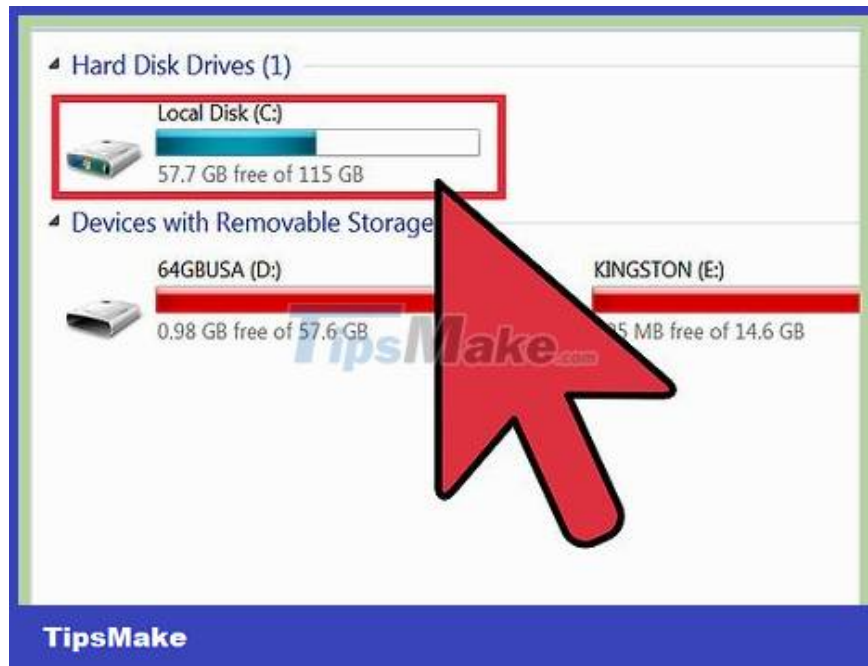 Hard Disk Drives (1)
Local Disk (C:)
57.7 GB free of 115 GB
Devices with Removable Storage
64GBUSA (D:)
KINGSTON (E:)
0.98 GB free of 57.6 GB
MB free of 14.6 GB
TipsMake.com
TipsMake